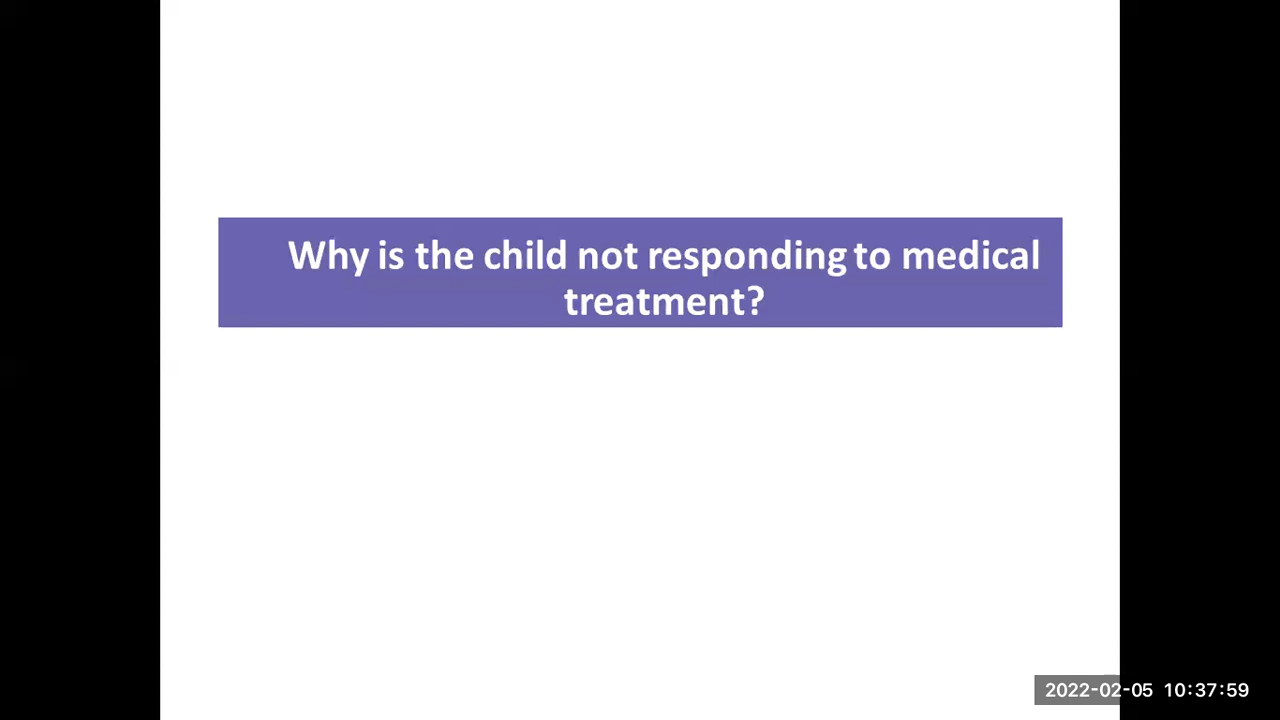 Why is the child not responding to medical
treatment?
2022-02-05 10:37:59